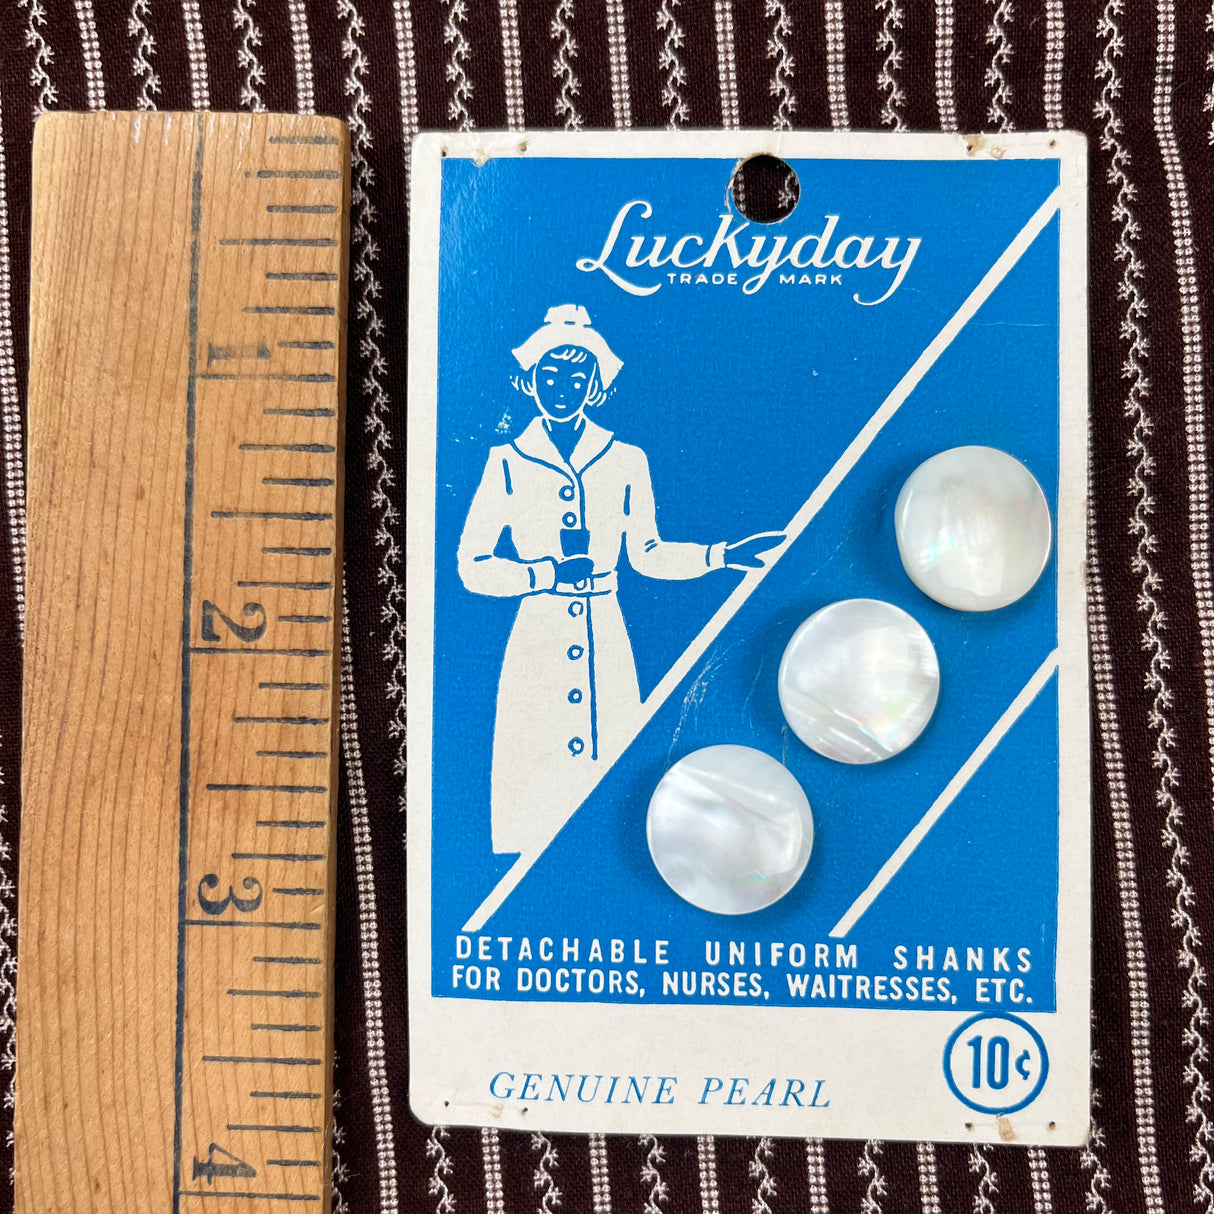 Luckyday
TRADE MARK
DETACHABLE UNIFORM SHANKS
FOR DOCTORS, NURSES, WAITRESSES, ETC.
10¢
GENUINE PEARL
1
2
3
4